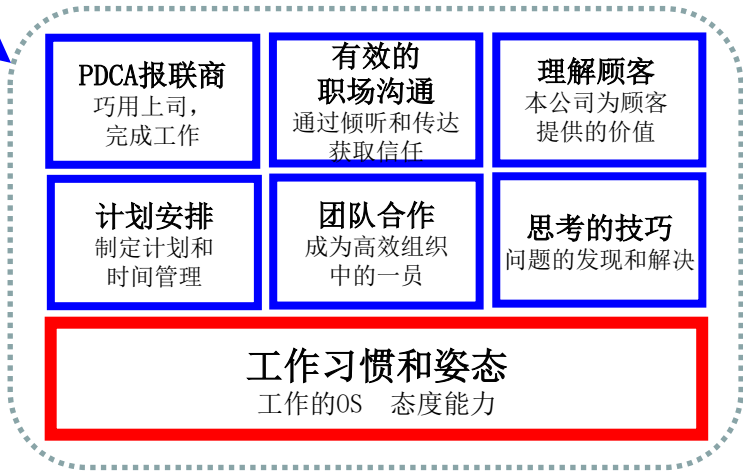 PDCA报联商
巧用上司，
完成工作
有效的
职场沟通
通过倾听和传达
获取信任
理解顾客
本公司为顾客
提供的价值
计划安排
制定计划和
时间管理
团队合作
成为高效组织
中的一员
思考的技巧
问题的发现和解决
工作习惯和姿态
工作的OS　态度能力